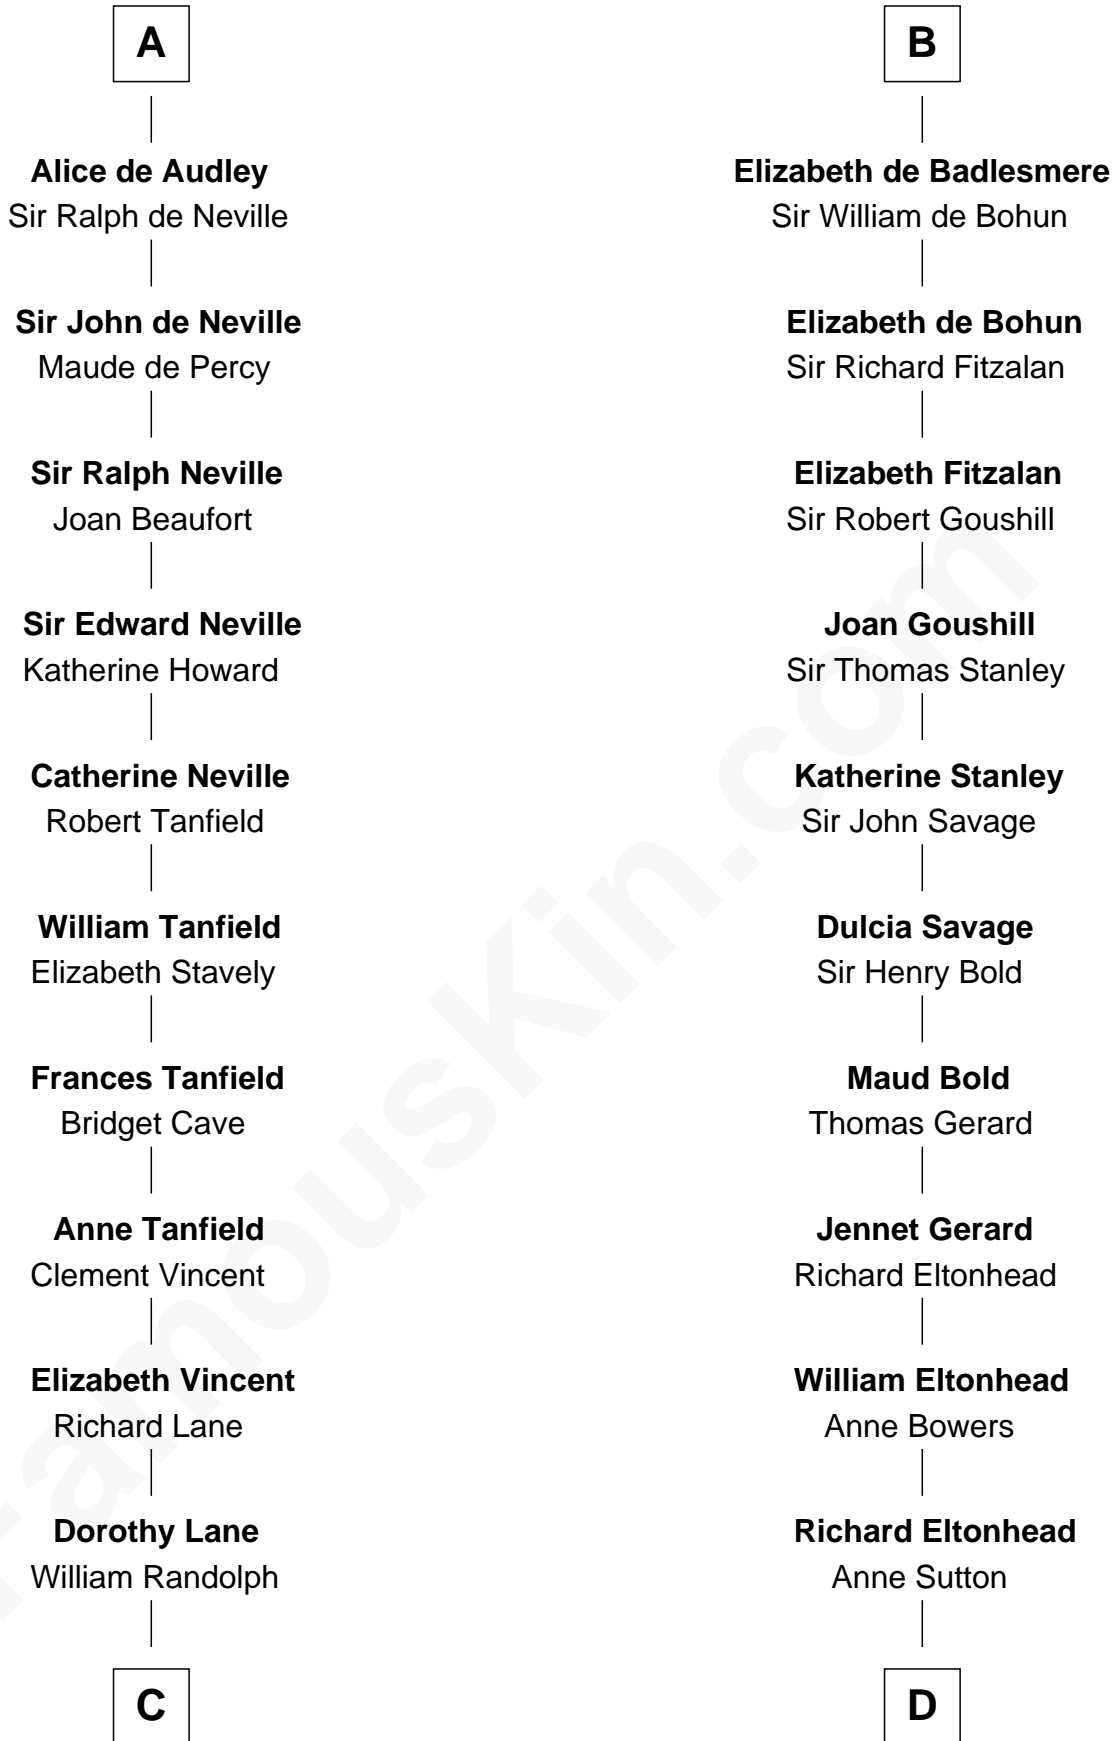 A
Alice de Audley
Sir Ralph de Neville
Sir John de Neville
Maude de Percy
Sir Ralph Neville
Joan Beaufort
Sir Edward Neville
Katherine Howard
Catherine Neville
Robert Tanfield
William Tanfield
Elizabeth Stavely
Frances Tanfield
Bridget Cave
Anne Tanfield
Clement Vincent
Elizabeth Vincent
Richard Lane
Dorothy Lane
William Randolph
C
B
Elizabeth de Badlesmere
Sir William de Bohun
Elizabeth de Bohun
Sir Richard Fitzalan
Elizabeth Fitzalan
Sir Robert Goushill
Joan Goushill
Sir Thomas Stanley
Katherine Stanley
Sir John Savage
Dulcia Savage
Sir Henry Bold
Maud Bold
Thomas Gerard
Jennet Gerard
Richard Eltonhead
William Eltonhead
Anne Bowers
Richard Eltonhead
Anne Sutton
D
FamousKin.com